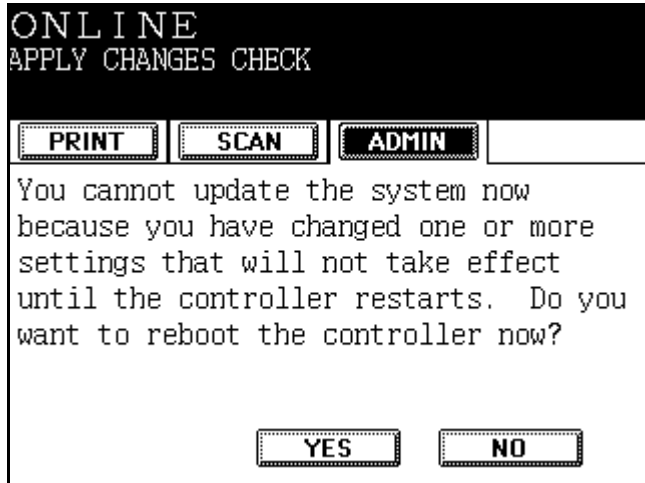 ONLINE
APPLY CHANGES CHECK
PRINT SCAN ADMIN
You cannot update the system now
because you have changed one or more
settings that will not take effect
until the controller restarts. Do you
want to reboot the controller now?
YES NO